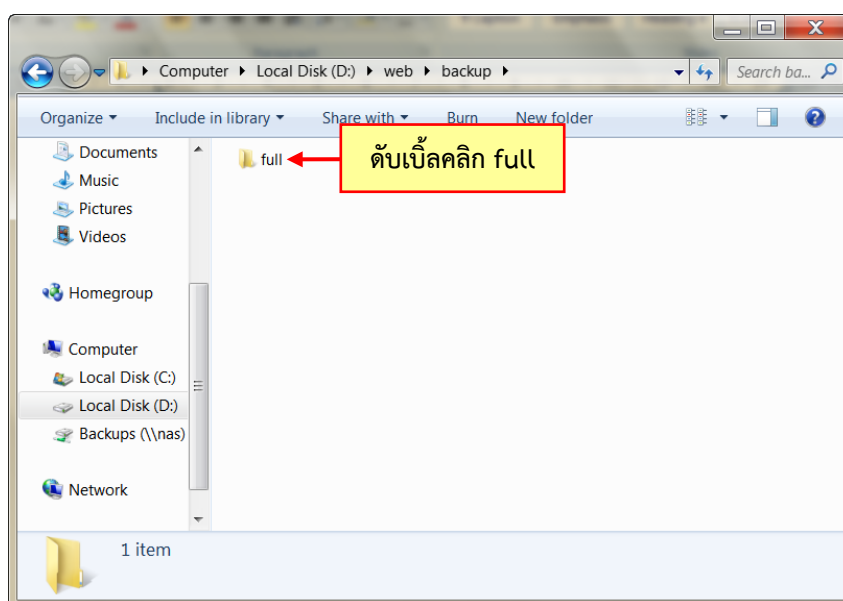 Computer Local Disk (D:) web backup
Search ba...
Organize Include in library Share with Burn New folder
Documents
Music
Pictures
Videos
Homegroup
Computer
Local Disk (C:)
Local Disk (D:)
Backups (\\nas)
Network
full
ดับเบิ้ลคลิก full
1 item